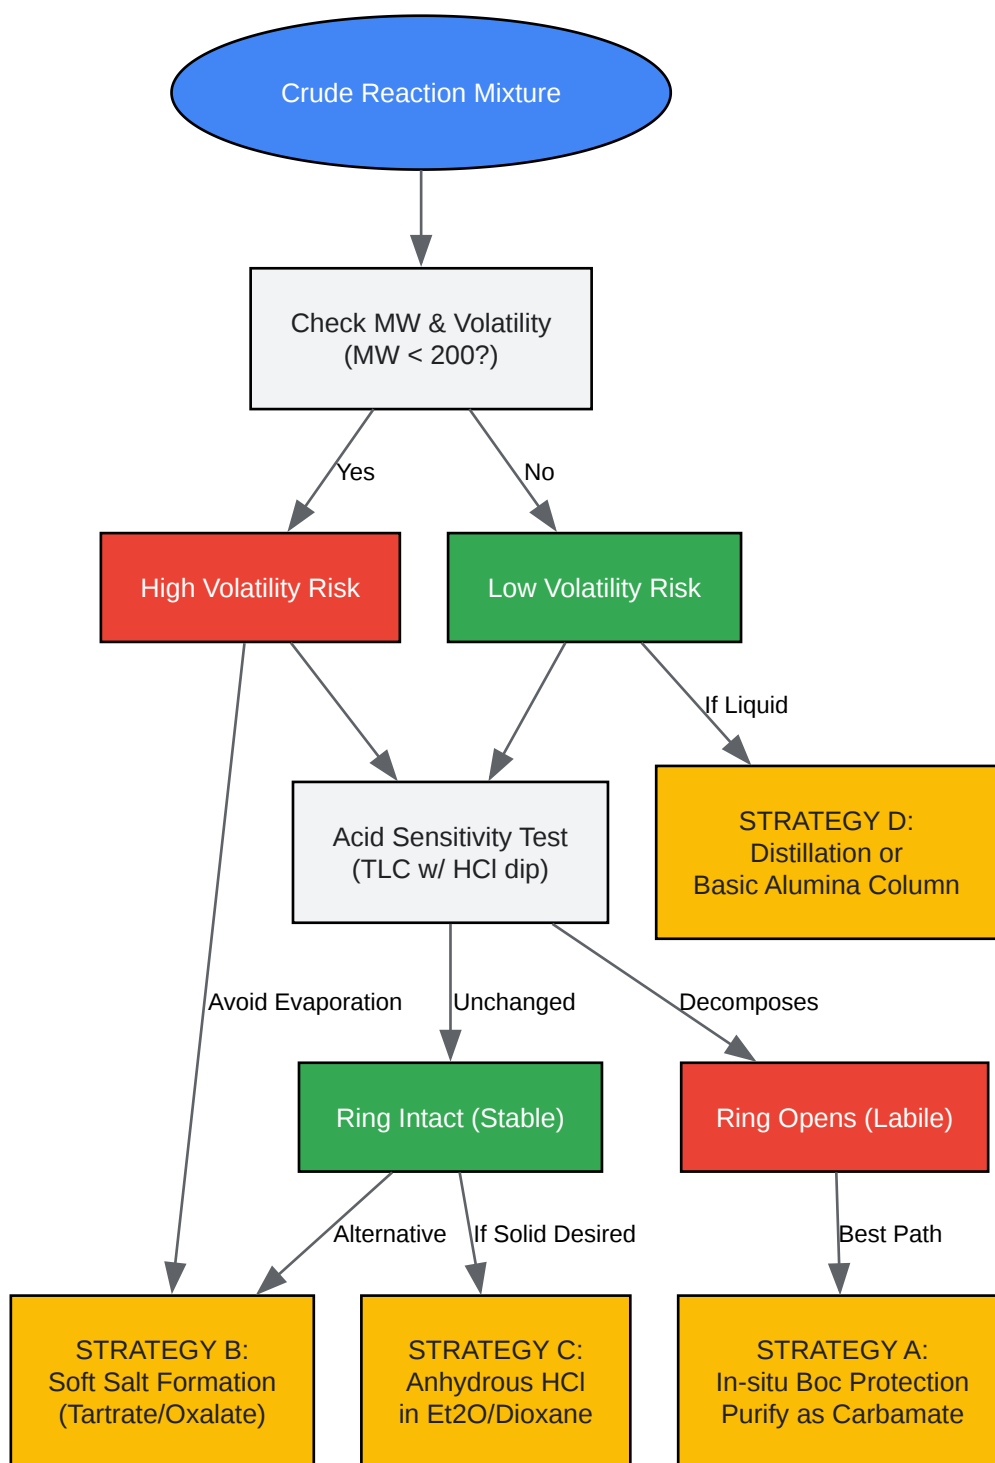 Crude Reaction Mixture
Check MW & Volatility
(MW < 200?)
Yes
No
High Volatility Risk
Low Volatility Risk
If Liquid
Acid Sensitivity Test
(TLC w/ HCl dip)
STRATEGY D:
Distillation or
Basic Alumina Column
Avoid Evaporation
Unchanged
Decomposes
Ring Intact (Stable)
Ring Opens (Labile)
Alternative
If Solid Desired
Best Path
STRATEGY B:
Soft Salt Formation
(Tartrate/Oxalate)
STRATEGY C:
Anhydrous HCl
in Et2O/Dioxane
STRATEGY A:
In-situ Boc Protection
Purify as Carbamate